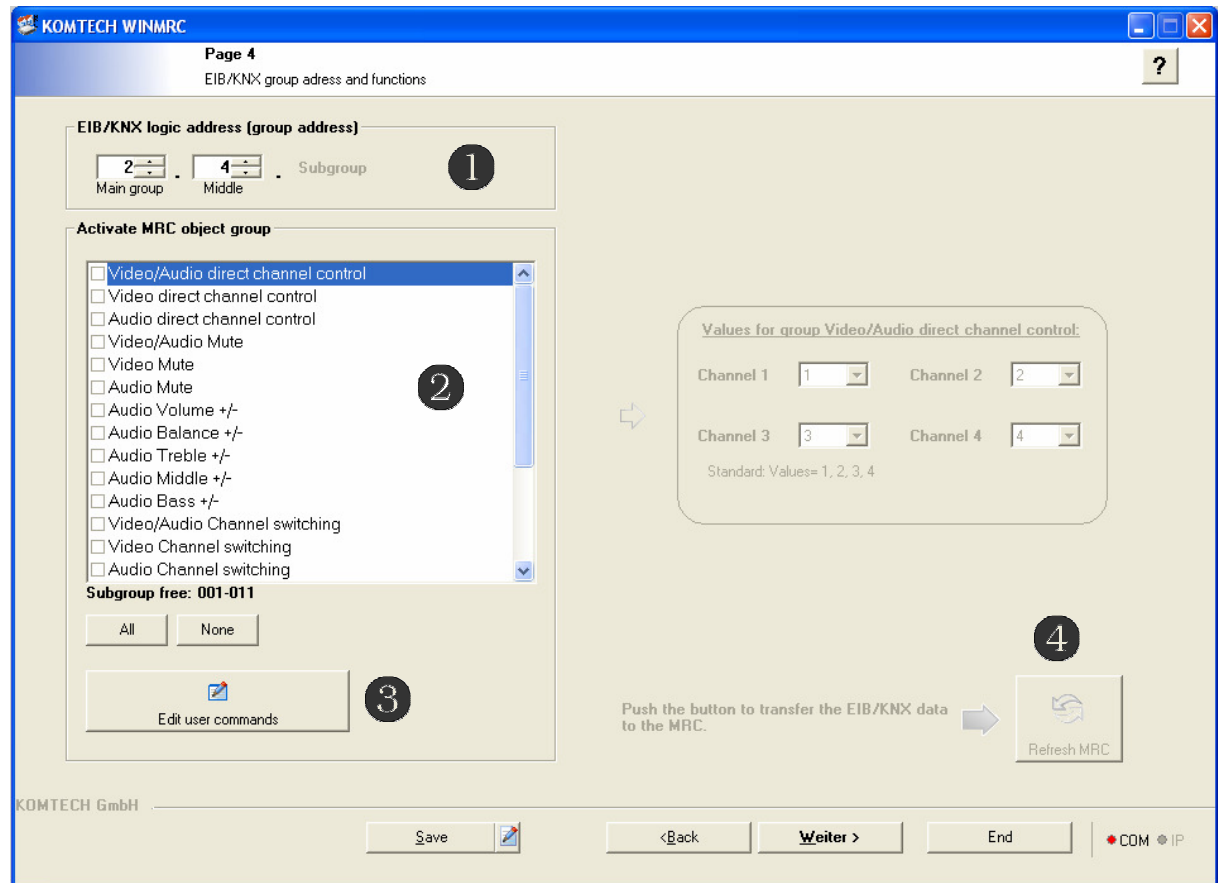 KOMTECH WINMRC
Page 4
EIB/KNX group adress and functions
?
EIB/KNX logic address (group address)
2 . 4 . Subgroup
Main group Middle
1
Activate MRC object group
Video/Audio direct channel control
Video direct channel control
Audio direct channel control
Video/Audio Mute
Video Mute
Audio Mute
Audio Volume +/-
Audio Balance +/-
Audio Treble +/-
Audio Middle +/-
Audio Bass +/-
Video/Audio Channel switching
Video Channel switching
Audio Channel switching
2
Subgroup free: 001-011
All None
Edit user commands
3
Values for group Video/Audio direct channel control:
Channel 1 1 Channel 2 2
Channel 3 3 Channel 4 4
Standard: Values= 1, 2, 3, 4
4
Push the button to transfer the EIB/KNX data
to the MRC.
Refresh MRC
KOMTECH GmbH
Save <Back Weiter > End COM IP